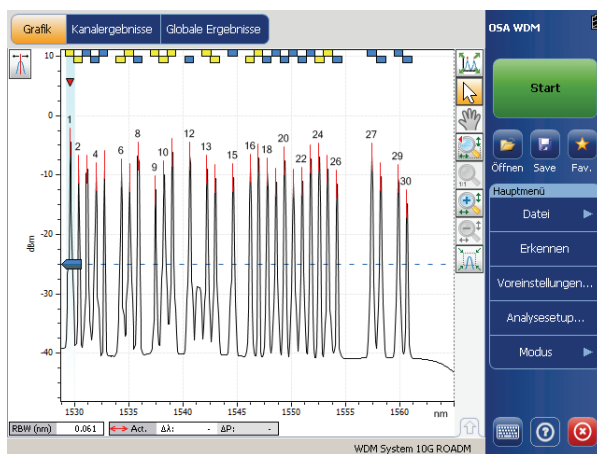 Grafik Kanalergebnisse Globale Ergebnisse
OSA WDM
10
0
-10
-20
-30
-40
dBm
1 2 4 6 8 9 10 12 13 15 16 18 20 22 24 26 27 29 30
1530 1535 1540 1545 1550 1555 1560 nm
1:1
RBW (nm) 0.061 Act. Δλ: - ΔP: -
WDM System 10G ROADM
Start
Öffnen Save Fav.
Hauptmenü
Datei
Erkennen
Voreinstellungen...
Analysesetup...
Modus